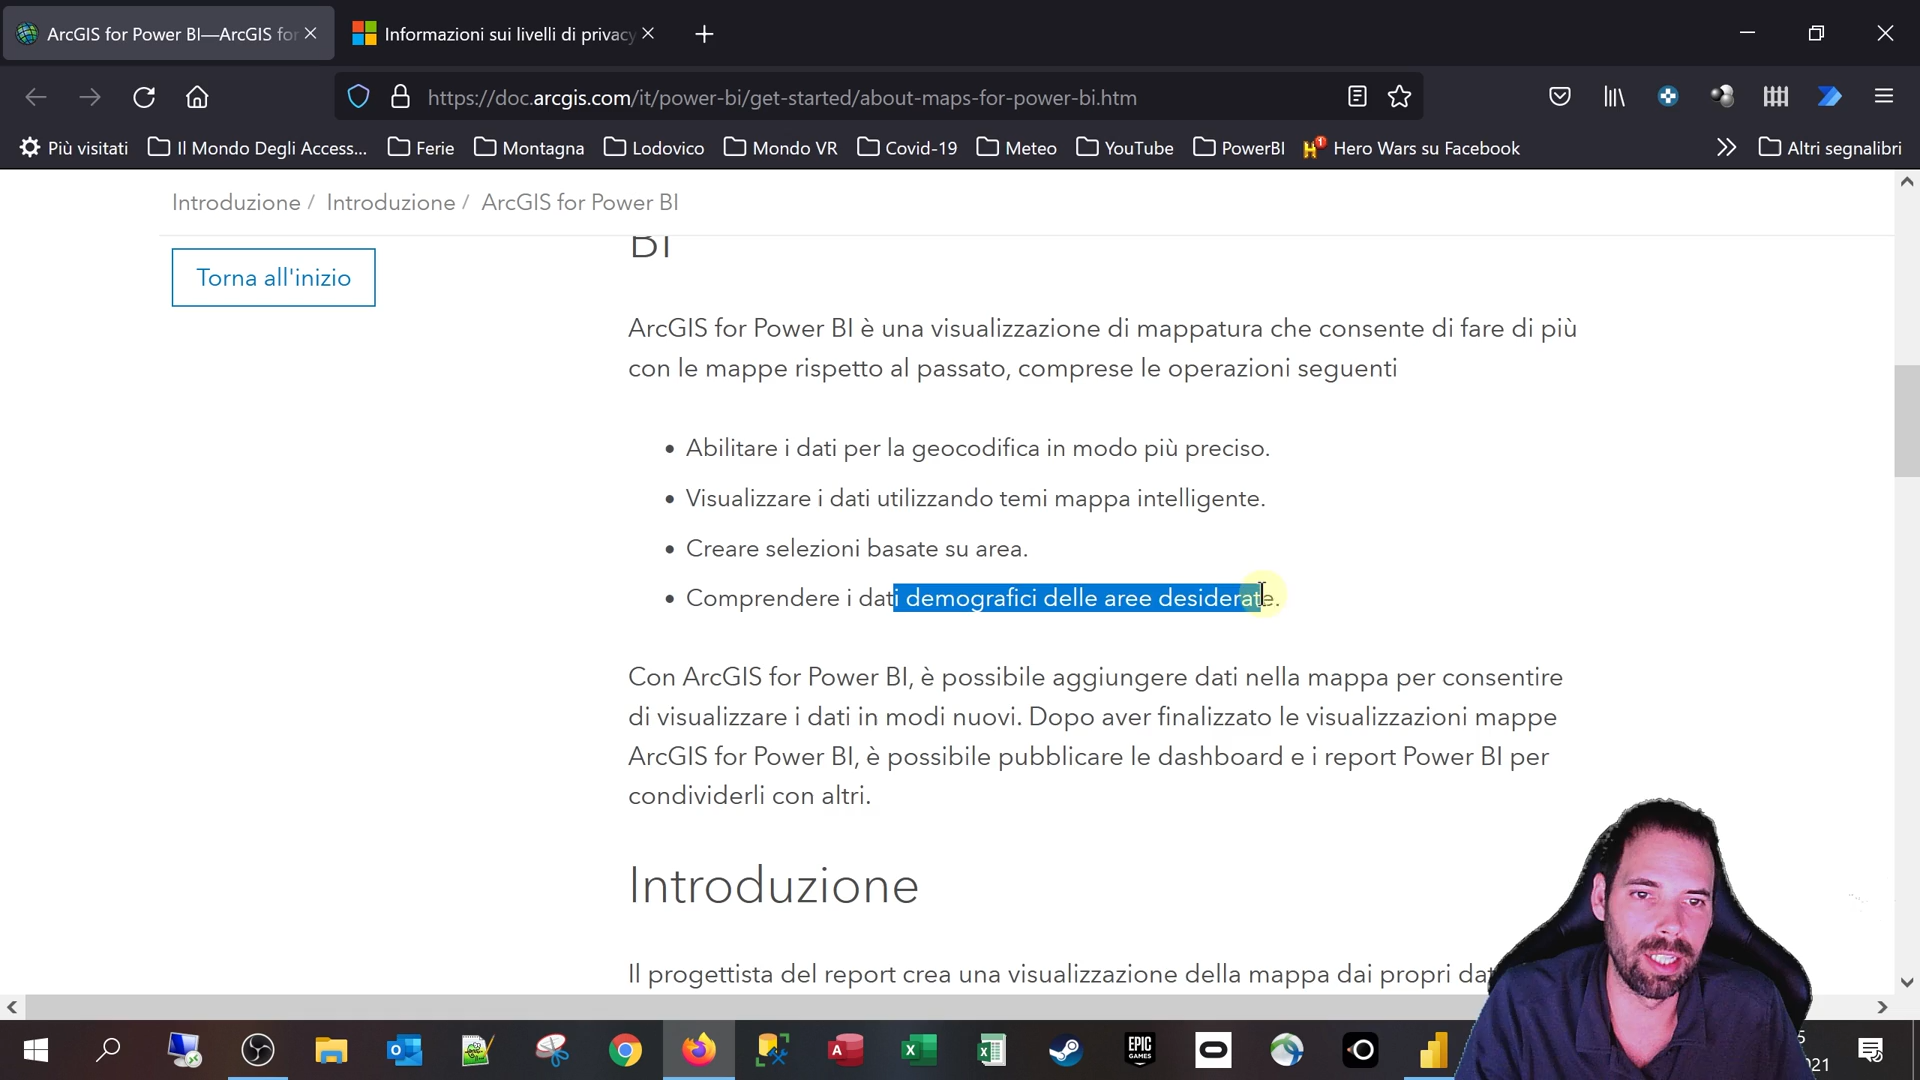 ArcGIS for Power BI—ArcGIS for
Informazioni sui livelli di privacy
https://doc.arcgis.com/it/power-bi/get-started/about-maps-for-power-bi.htm
Più visitati
Il Mondo Degli Access...
Ferie
Montagna
Lodovico
Mondo VR
Covid-19
Meteo
YouTube
PowerBI
Hero Wars su Facebook
Altri segnalibri
Introduzione / Introduzione / ArcGIS for Power BI
Torna all'inizio
BI
ArcGIS for Power BI è una visualizzazione di mappatura che consente di fare di più
con le mappe rispetto al passato, comprese le operazioni seguenti
• Abilitare i dati per la geocodifica in modo più preciso.
• Visualizzare i dati utilizzando temi mappa intelligente.
• Creare selezioni basate su area.
• Comprendere i dati demografici delle aree desiderate.
Con ArcGIS for Power BI, è possibile aggiungere dati nella mappa per consentire
di visualizzare i dati in modi nuovi. Dopo aver finalizzato le visualizzazioni mappe
ArcGIS for Power BI, è possibile pubblicare le dashboard e i report Power BI per
condividerli con altri.
Introduzione
Il progettista del report crea una visualizzazione della mappa dai propri dat
EPIC
GAMES
5
021